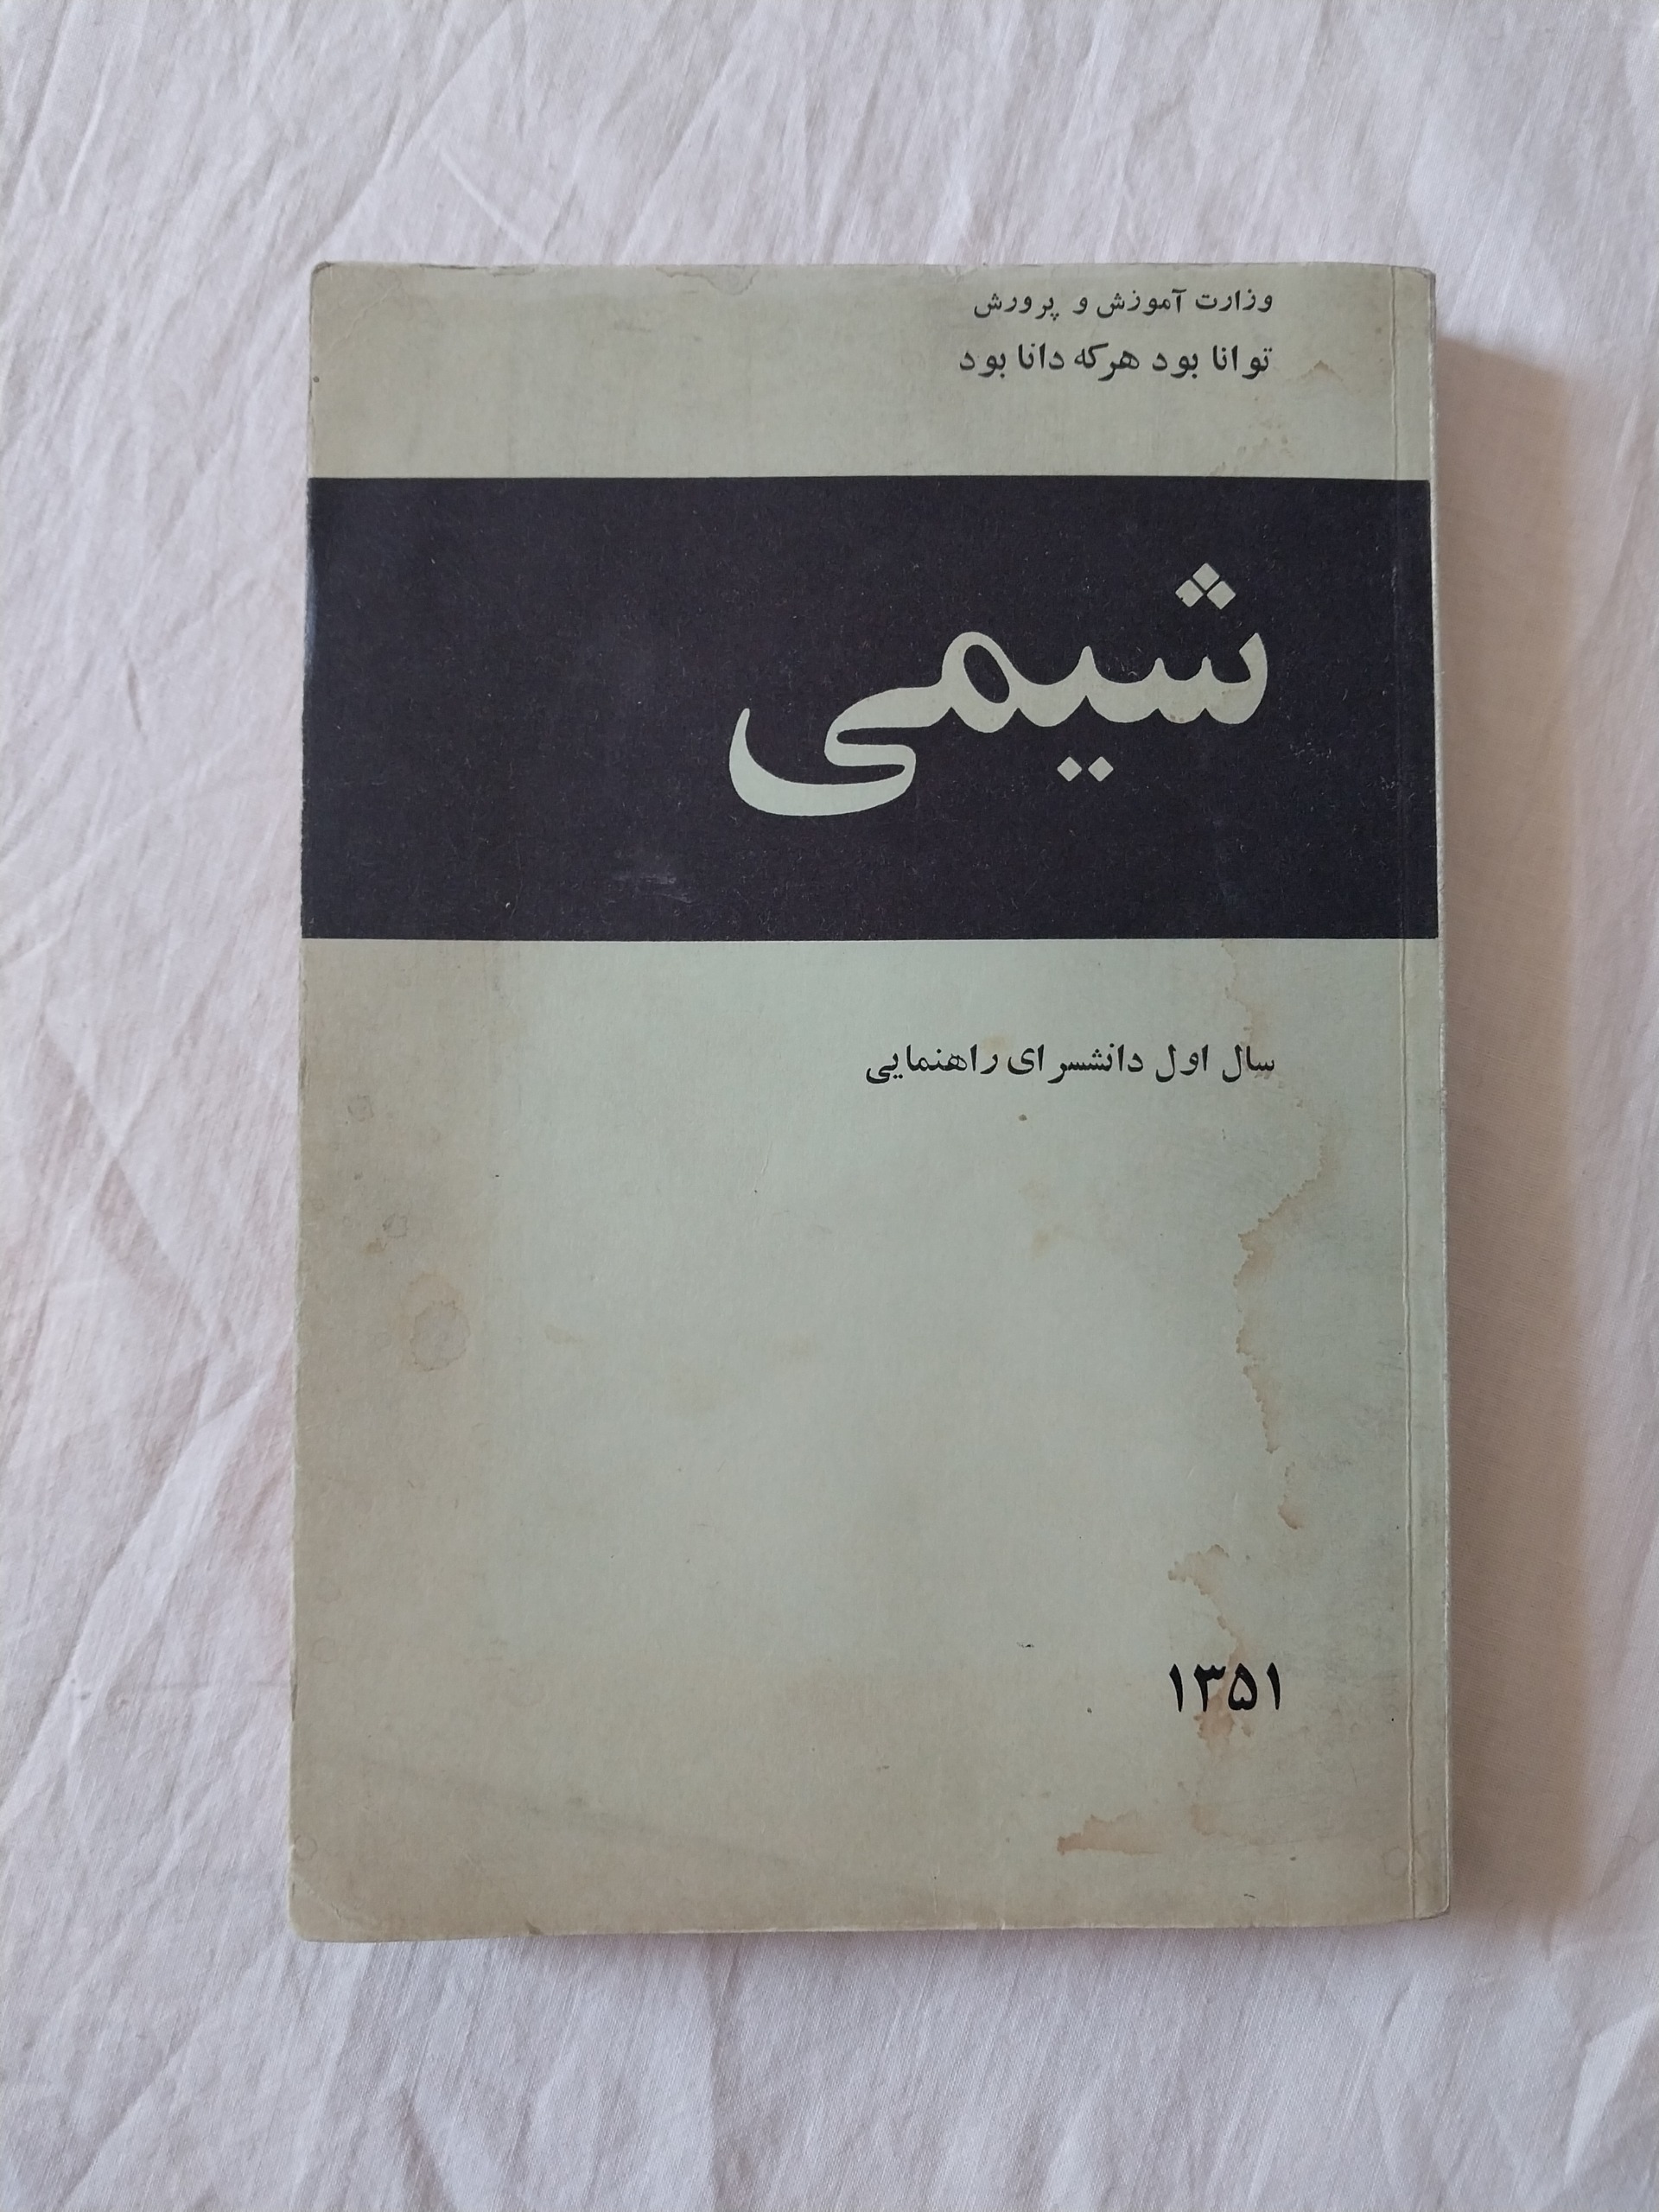 وزارت آموزش و پرورش
توانا بود هرکه دانا بود
شیمی
سال اول دانشسرای راهنمایی
۱۳۵۱